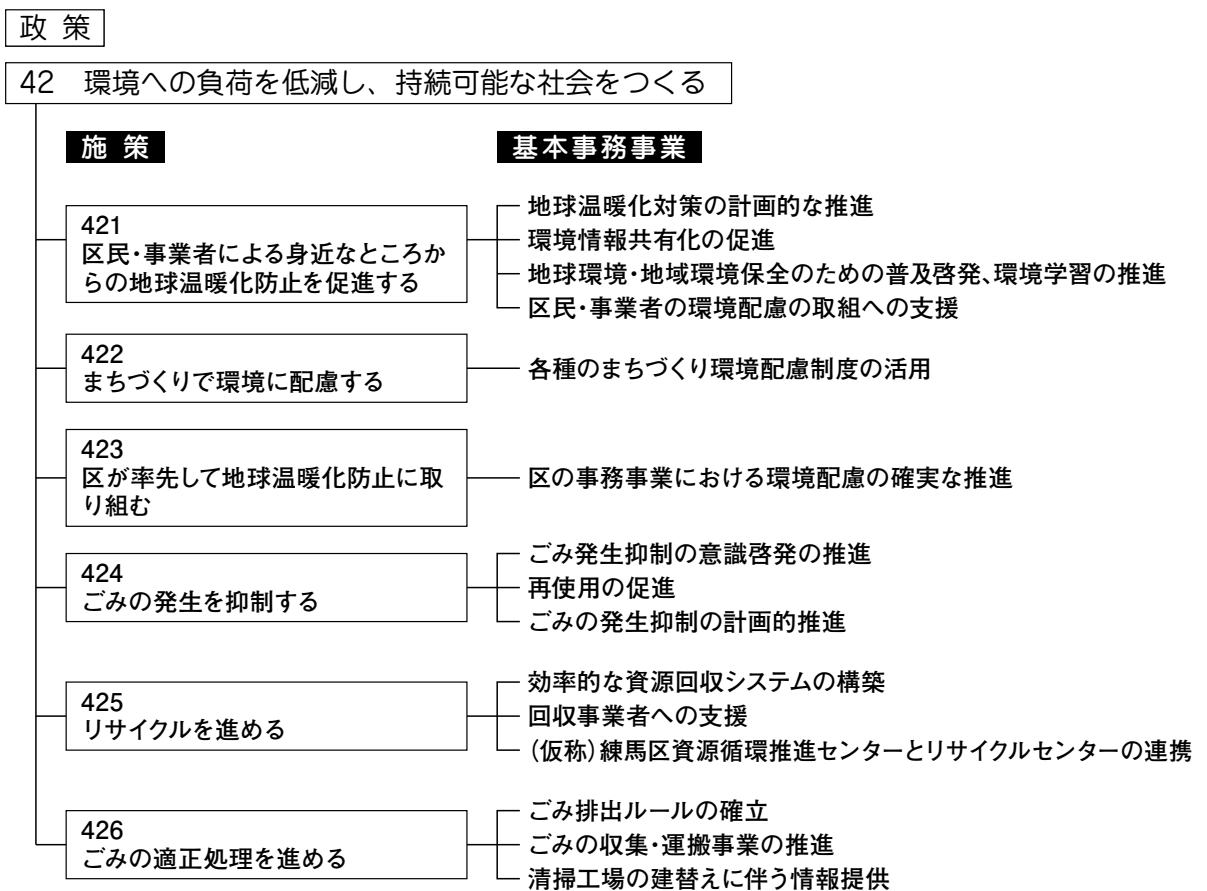 政 策
42　環境への負荷を低減し、持続可能な社会をつくる
施 策
基本事務事業
421
区民・事業者による身近なところか
らの地球温暖化防止を促進する
地球温暖化対策の計画的な推進
環境情報共有化の促進
地球環境・地域環境保全のための普及啓発、環境学習の推進
区民・事業者の環境配慮の取組への支援
422
まちづくりで環境に配慮する
各種のまちづくり環境配慮制度の活用
423
区が率先して地球温暖化防止に取
り組む
区の事務事業における環境配慮の確実な推進
424
ごみの発生を抑制する
ごみ発生抑制の意識啓発の推進
再使用の促進
ごみの発生抑制の計画的推進
425
リサイクルを進める
効率的な資源回収システムの構築
回収事業者への支援
（仮称）練馬区資源循環推進センターとリサイクルセンターの連携
426
ごみの適正処理を進める
ごみ排出ルールの確立
ごみの収集・運搬事業の推進
清掃工場の建替えに伴う情報提供